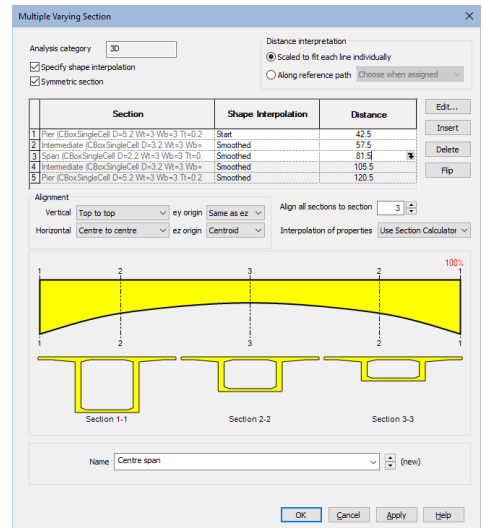 Multiple Varying Section
Analysis category 3D
Specify shape interpolation
Symmetric section
Distance interpretation
Scaled to fit each line individually
Along reference path Choose when assigned
Section Shape Interpolation Distance
1 Pier (CBoxSingleCell D=5.2 Wt=3 Wb=3 Tt=0.2 Start 42.5
2 Intermediate (CBoxSingleCell D=3.2 Wt=3 Wb= Smoothed 57.5
3 Span (CBoxSingleCell D=2.2 Wt=3 Wb=3 Tt=0. Smoothed 81.5
4 Intermediate (CBoxSingleCell D=3.2 Wt=3 Wb= Smoothed 105.5
5 Pier (CBoxSingleCell D=5.2 Wt=3 Wb=3 Tt=0.2 Smoothed 120.5
Edit...
Insert
Delete
Flip
Alignment
Vertical Top to top ey origin Same as ez
Horizontal Centre to centre ez origin Centroid
Align all sections to section 3
Interpolation of properties Use Section Calculator
100%
1 2 3 2 1
1 2 3 2 1
Section 1-1 Section 2-2 Section 3-3
Name Centre span (new)
OK Cancel Apply Help